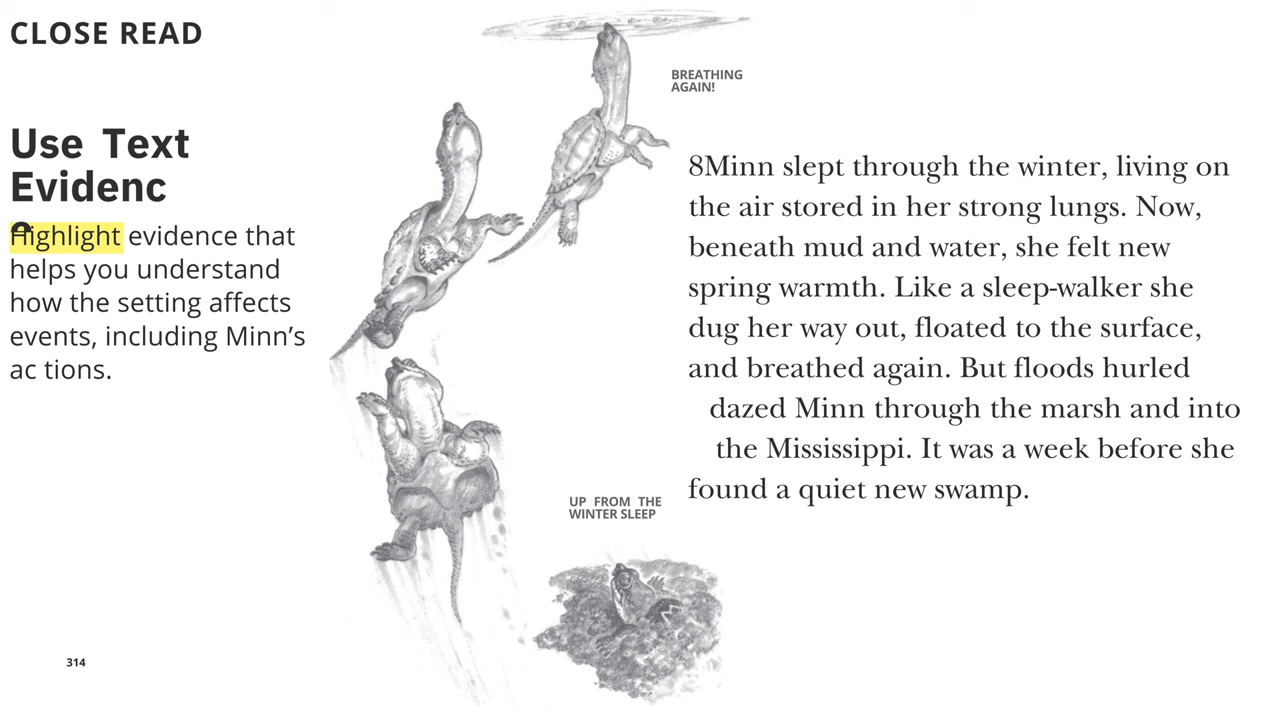 CLOSE READ
Use Text
Evidenc
e
Highlight evidence that
helps you understand
how the setting affects
events, including Minn's
ac tions.
BREATHING
AGAIN!
8Minn slept through the winter, living on
the air stored in her strong lungs. Now,
beneath mud and water, she felt new
spring warmth. Like a sleep-walker she
dug her way out, floated to the surface,
and breathed again. But floods hurled
dazed Minn through the marsh and into
the Mississippi. It was a week before she
found a quiet new swamp.
UP FROM THE
WINTER SLEEP
314